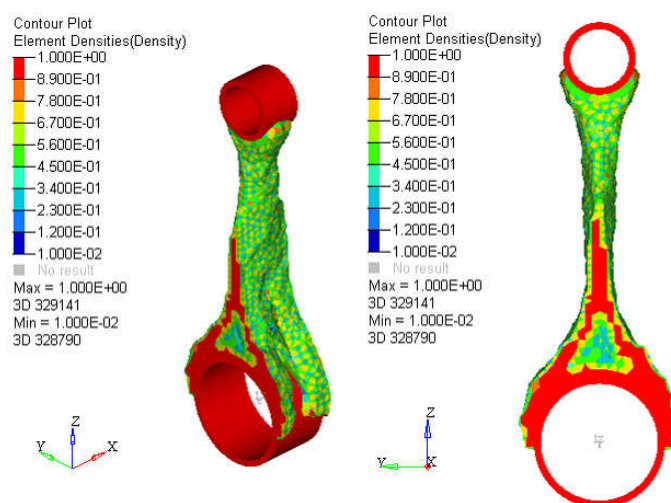 Contour Plot
Element Densities(Density)
1.000E+00
8.900E-01
7.800E-01
6.700E-01
5.600E-01
4.500E-01
3.400E-01
2.300E-01
1.200E-01
1.000E-02
No result
Max = 1.000E+00
3D 329141
Min = 1.000E-02
3D 328790
Z
Y
X
Contour Plot
Element Densities(Density)
1.000E+00
8.900E-01
7.800E-01
6.700E-01
5.600E-01
4.500E-01
3.400E-01
2.300E-01
1.200E-01
1.000E-02
No result
Max = 1.000E+00
3D 329141
Min = 1.000E-02
3D 328790
Z
Y
X